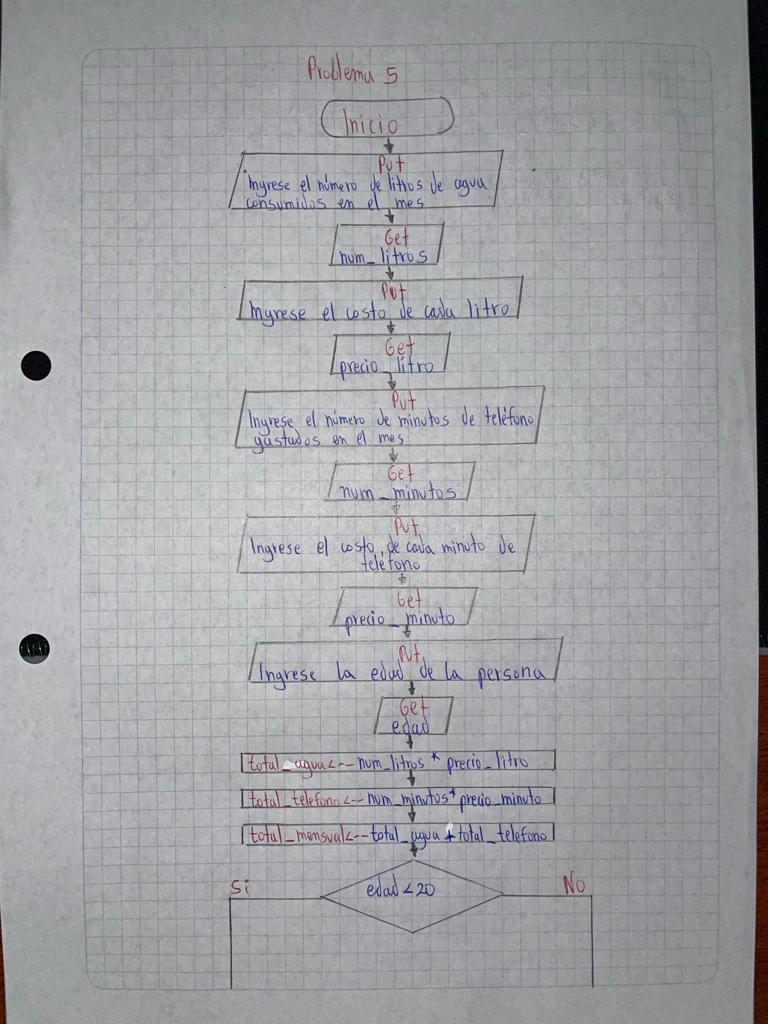 Problema 5
Inicio
Put
Ingrese el número de litros de agua
consumidos en el mes
Get
num_litros
Put
Ingrese el costo de cada litro
Get
precio_litro
Put
Ingrese el número de minutos de teléfono
gastados en el mes
Get
num_minutos
Put
Ingrese el costo de cada minuto de
teléfono
Get
precio_minuto
Put
Ingrese la edad de la persona
Get
edad
total_agua<--num_litros * precio_litro
total_telefono<--num_minutos*precio_minuto
total_mensual<--total_agua + total_telefono
Si edad<20 No